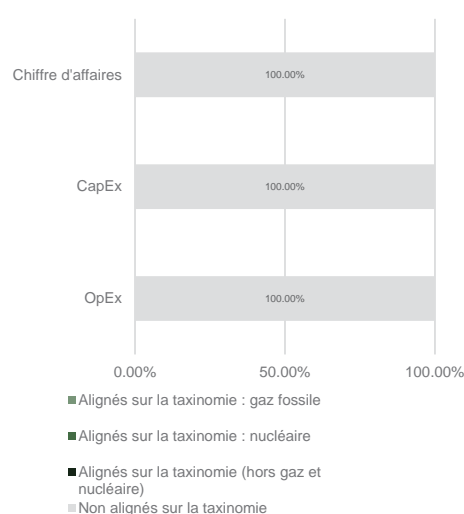 Chiffre d'affaires
100.00%
CapEx
100.00%
OpEx
100.00%
0.00% 50.00% 100.00%
Alignés sur la taxinomie : gaz fossile
Alignés sur la taxinomie : nucléaire
Alignés sur la taxinomie (hors gaz et
nucléaire)
Non alignés sur la taxinomie